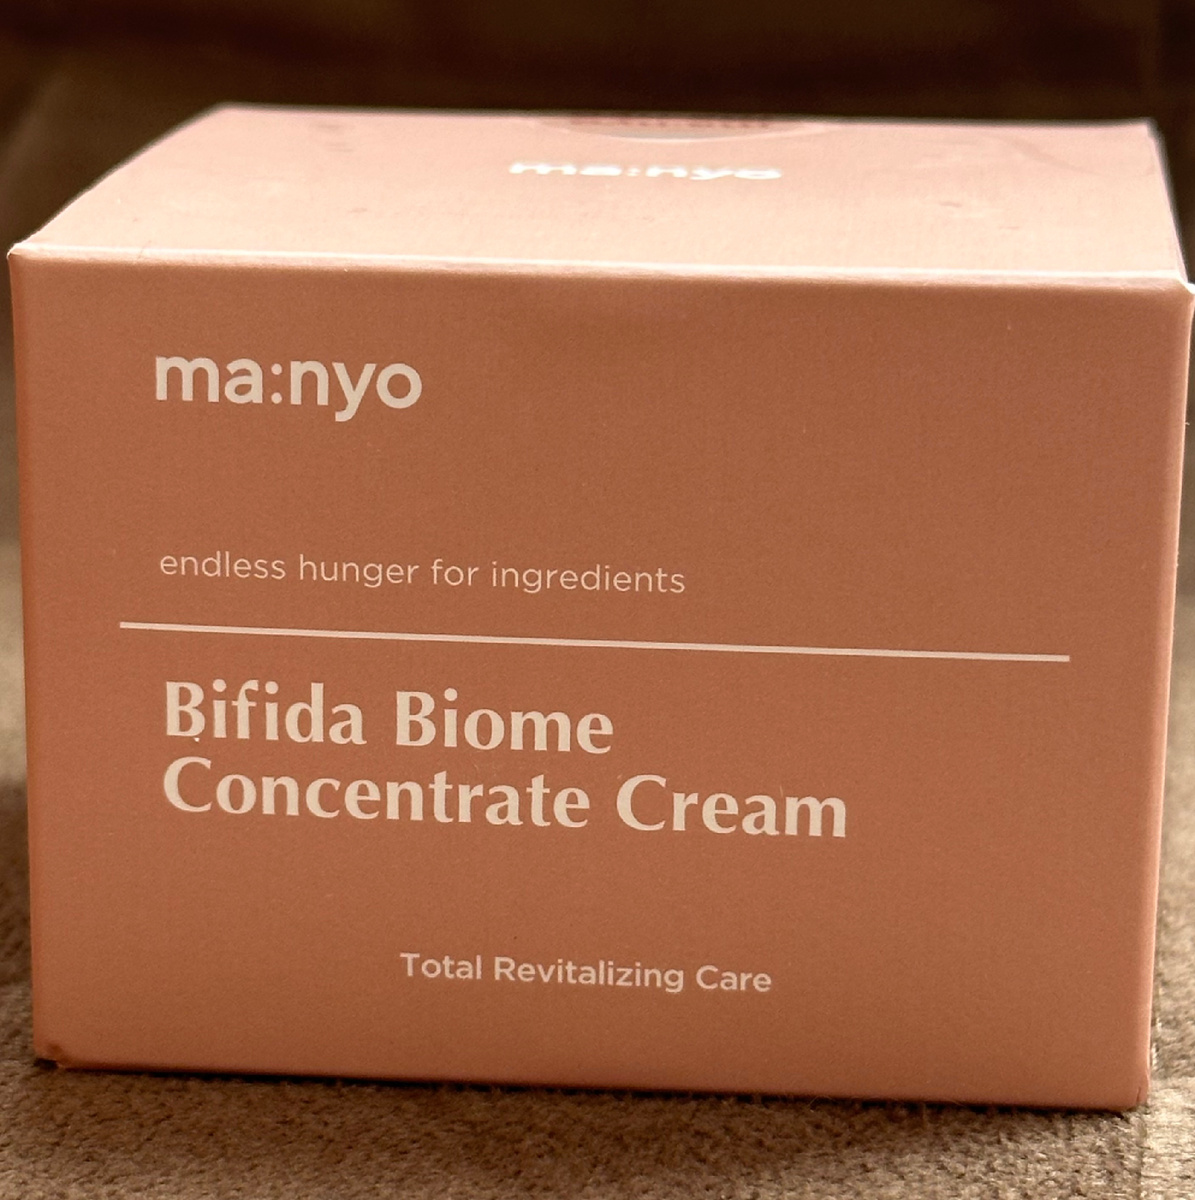 ma:nyo
ma:nyo
endless hunger for ingredients
Bifida Biome
Concentrate Cream
Total Revitalizing Care